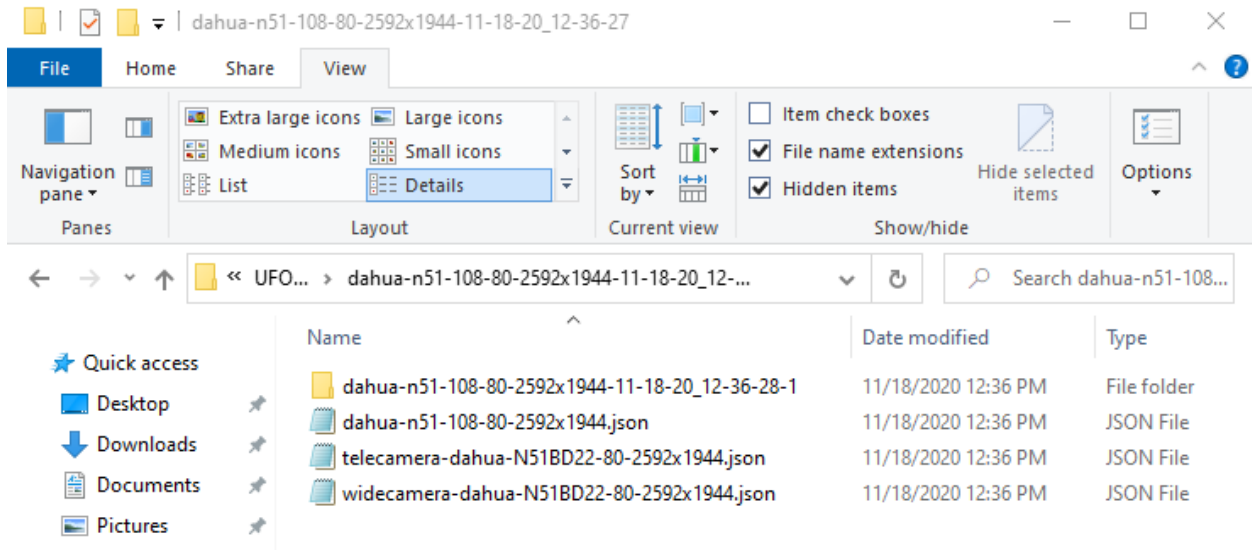 dahua-n51-108-80-2592x1944-11-18-20_12-36-27
File Home Share View
Navigation pane
Panes
Extra large icons Large icons
Medium icons Small icons
List Details
Layout
Sort by
Current view
Item check boxes
File name extensions
Hidden items
Hide selected items
Show/hide
Options
« UFO... › dahua-n51-108-80-2592x1944-11-18-20_12-...
Search dahua-n51-108...
Quick access
Desktop
Downloads
Documents
Pictures
Name Date modified Type
dahua-n51-108-80-2592x1944-11-18-20_12-36-28-1 11/18/2020 12:36 PM File folder
dahua-n51-108-80-2592x1944.json 11/18/2020 12:36 PM JSON File
telecamera-dahua-N51BD22-80-2592x1944.json 11/18/2020 12:36 PM JSON File
widecamera-dahua-N51BD22-80-2592x1944.json 11/18/2020 12:36 PM JSON File